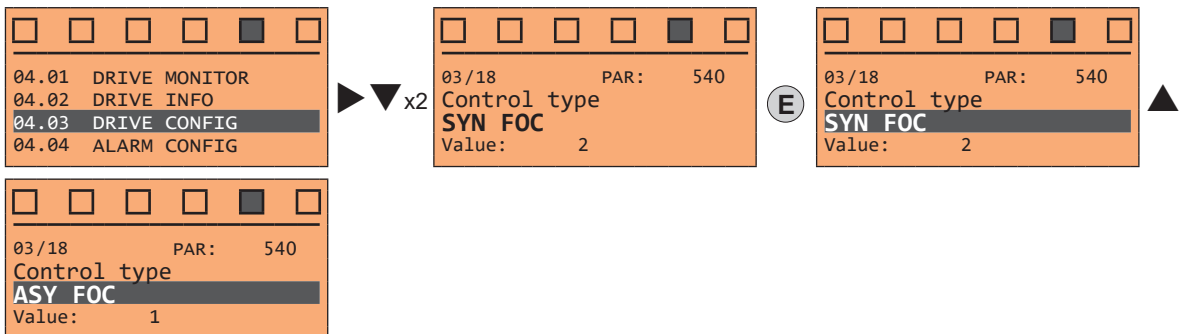 04.01 DRIVE MONITOR
04.02 DRIVE INFO
04.03 DRIVE CONFIG
04.04 ALARM CONFIG
x2
03/18 PAR: 540
Control type
SYN FOC
Value: 2
E
03/18 PAR: 540
Control type
SYN FOC
Value: 2
03/18 PAR: 540
Control type
ASY FOC
Value: 1